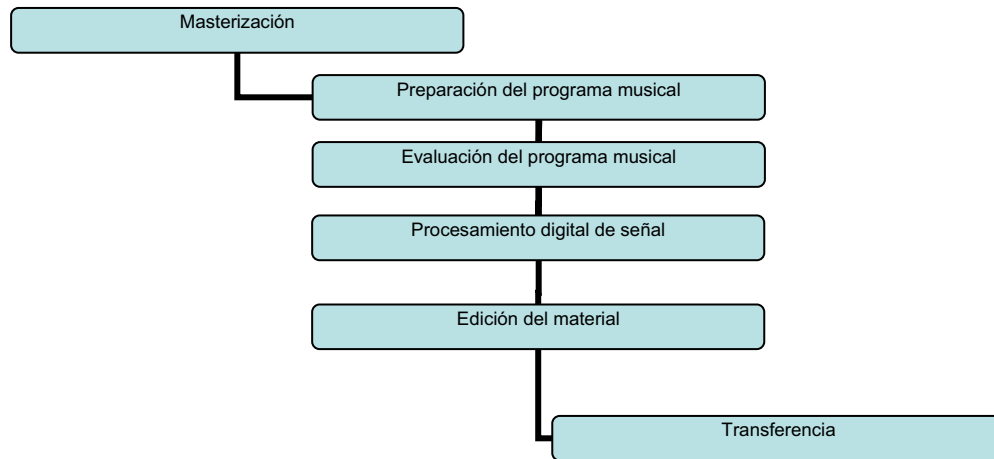 Masterización
Preparación del programa musical
Evaluación del programa musical
Procesamiento digital de señal
Edición del material
Transferencia